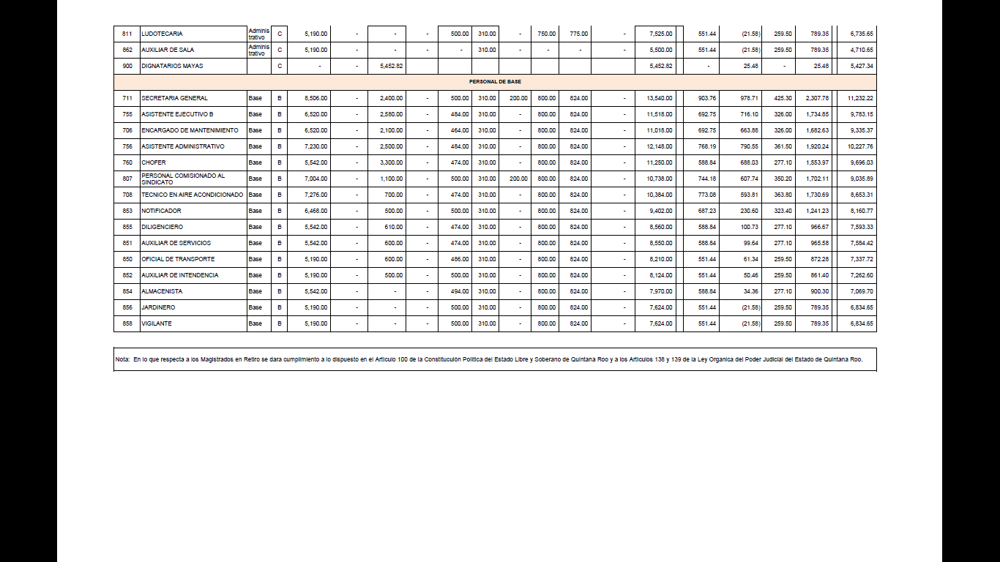 811 LUDOTECARIA Adminis trativo C 5,190.00 - - - 500.00 310.00 - 750.00 775.00 - 7,525.00 551.44 (21.58) 259.50 789.35 6,735.65
862 AUXILIAR DE SALA Adminis trativo C 5,190.00 - - - - 310.00 - - - - 5,500.00 551.44 (21.58) 259.50 789.35 4,710.65
900 DIGNATARIOS MAYAS C - - 5,452.82 5,452.82 - 25.48 - 25.48 5,427.34
PERSONAL DE BASE
711 SECRETARIA GENERAL Base B 8,506.00 - 2,400.00 - 500.00 310.00 200.00 800.00 824.00 - 13,540.00 903.76 978.71 425.30 2,307.78 11,232.22
755 ASISTENTE EJECUTIVO B Base B 6,520.00 - 2,580.00 - 484.00 310.00 - 800.00 824.00 - 11,518.00 692.75 716.10 326.00 1,734.85 9,783.15
706 ENCARGADO DE MANTENIMIENTO Base B 6,520.00 - 2,100.00 - 464.00 310.00 - 800.00 824.00 - 11,018.00 692.75 663.88 326.00 1,682.63 9,335.37
756 ASISTENTE ADMINISTRATIVO Base B 7,230.00 - 2,500.00 - 484.00 310.00 - 800.00 824.00 - 12,148.00 768.19 790.55 361.50 1,920.24 10,227.76
760 CHOFER Base B 5,542.00 - 3,300.00 - 474.00 310.00 - 800.00 824.00 - 11,250.00 588.84 688.03 277.10 1,553.97 9,696.03
807 PERSONAL COMISIONADO AL SINDICATO Base B 7,004.00 - 1,100.00 - 500.00 310.00 200.00 800.00 824.00 - 10,738.00 744.18 607.74 350.20 1,702.11 9,035.89
708 TECNICO EN AIRE ACONDICIONADO Base B 7,276.00 - 700.00 - 474.00 310.00 - 800.00 824.00 - 10,384.00 773.08 593.81 363.80 1,730.69 8,653.31
853 NOTIFICADOR Base B 6,468.00 - 500.00 - 500.00 310.00 - 800.00 824.00 - 9,402.00 687.23 230.60 323.40 1,241.23 8,160.77
855 DILIGENCIERO Base B 5,542.00 - 610.00 - 474.00 310.00 - 800.00 824.00 - 8,560.00 588.84 100.73 277.10 966.67 7,593.33
851 AUXILIAR DE SERVICIOS Base B 5,542.00 - 600.00 - 474.00 310.00 - 800.00 824.00 - 8,550.00 588.84 99.64 277.10 965.58 7,584.42
850 OFICIAL DE TRANSPORTE Base B 5,190.00 - 600.00 - 486.00 310.00 - 800.00 824.00 - 8,210.00 551.44 61.34 259.50 872.28 7,337.72
852 AUXILIAR DE INTENDENCIA Base B 5,190.00 - 500.00 - 500.00 310.00 - 800.00 824.00 - 8,124.00 551.44 50.46 259.50 861.40 7,262.60
854 ALMACENISTA Base B 5,542.00 - - - 494.00 310.00 - 800.00 824.00 - 7,970.00 588.84 34.36 277.10 900.30 7,069.70
856 JARDINERO Base B 5,190.00 - - - 500.00 310.00 - 800.00 824.00 - 7,624.00 551.44 (21.58) 259.50 789.35 6,834.65
858 VIGILANTE Base B 5,190.00 - - - 500.00 310.00 - 800.00 824.00 - 7,624.00 551.44 (21.58) 259.50 789.35 6,834.65
Nota: En lo que respecta a los Magistrados en Retiro se dara cumplimiento a lo dispuesto en el Articulo 100 de la Constitucuión Politica del Estado Libre y Soberano de Quintana Roo y a los Articulos 138 y 139 de la Ley Organica del Poder Judicial del Estado de Quintana Roo.